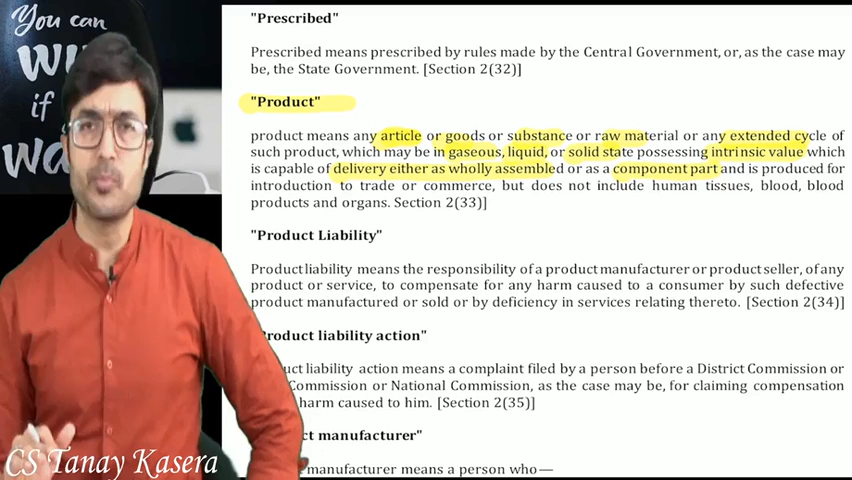 You can
if
wa
"Prescribed"
Prescribed means prescribed by rules made by the Central Government, or, as the case may
be, the State Government. [Section 2(32)]
"Product"
product means any article or goods or substance or raw material or any extended cycle of
such product, which may be in gaseous, liquid, or solid state possessing intrinsic value which
is capable of delivery either as wholly assembled or as a component part and is produced for
introduction to trade or commerce, but does not include human tissues, blood, blood
products and organs. Section 2(33)]
"Product Liability"
Product liability means the responsibility of a product manufacturer or product seller, of any
product or service, to compensate for any harm caused to a consumer by such defective
product manufactured or sold or by deficiency in services relating thereto. [Section 2(34)]
roduct liability action"
uct liability action means a complaint filed by a person before a District Commission or
Commission or National Commission, as the case may be, for claiming compensation
harm caused to him. [Section 2(35)]
ct manufacturer"
manufacturer means a person who—
CS Tanay Kasera